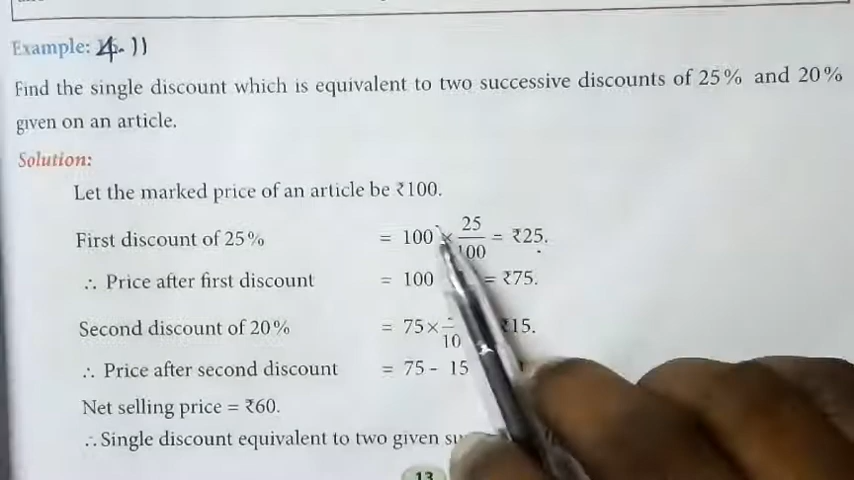 Example: 4.11
Find the single discount which is equivalent to two successive discounts of 25% and 20%
given on an article.
Solution:
Let the marked price of an article be ₹100.
First discount of 25% = 100 × 25/100 = ₹25.
∴ Price after first discount = 100 = ₹75.
Second discount of 20% = 75 × 10 ₹15.
∴ Price after second discount = 75 - 15
Net selling price = ₹60.
∴ Single discount equivalent to two given
13